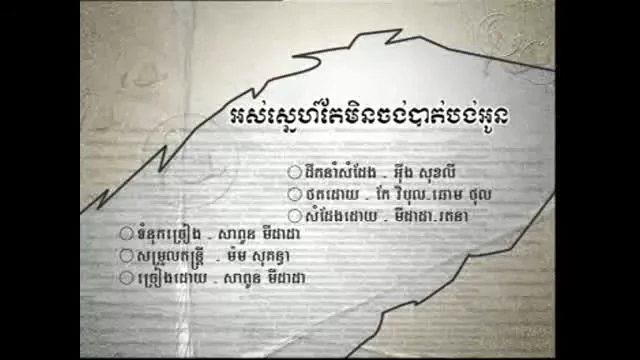 អស់ស្នេហ៍តែមិនចង់បាត់បង់អូន
○ ដឹកនាំសំដែង - អ៊ីង សុខលី
○ ថតដោយ - កែ វិបុល-ឆោម ថុល
○ សំដែងដោយ - មីដាដា-រតនា
○ ទំនុកច្រៀង - សាពូន មីដាដា
○ សម្រួលតន្ត្រី - ម៉ម សុគន្ធា
○ ច្រៀងដោយ - សាពូន មីដាដា